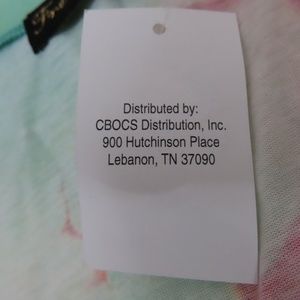 Distributed by:
CBOCS Distribution, Inc.
900 Hutchinson Place
Lebanon, TN 37090